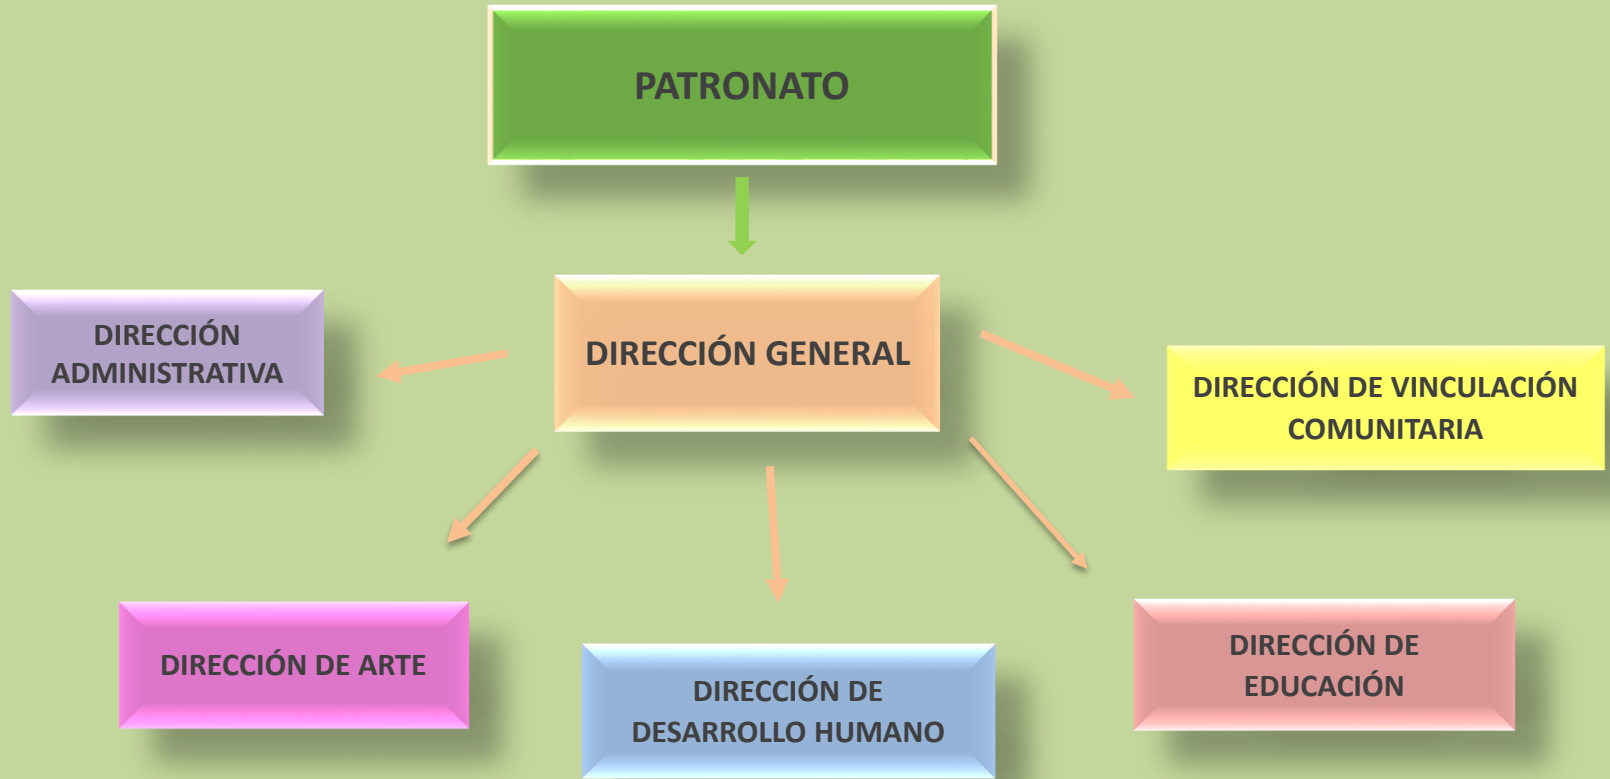 PATRONATO
DIRECCIÓN GENERAL
DIRECCIÓN
ADMINISTRATIVA
DIRECCIÓN DE VINCULACIÓN
COMUNITARIA
DIRECCIÓN DE ARTE
DIRECCIÓN DE
DESARROLLO HUMANO
DIRECCIÓN DE
EDUCACIÓN